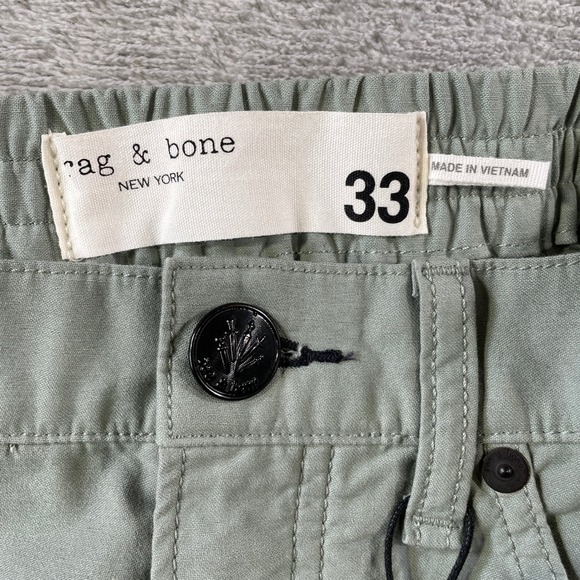 rag & bone
NEW YORK
33
MADE IN VIETNAM